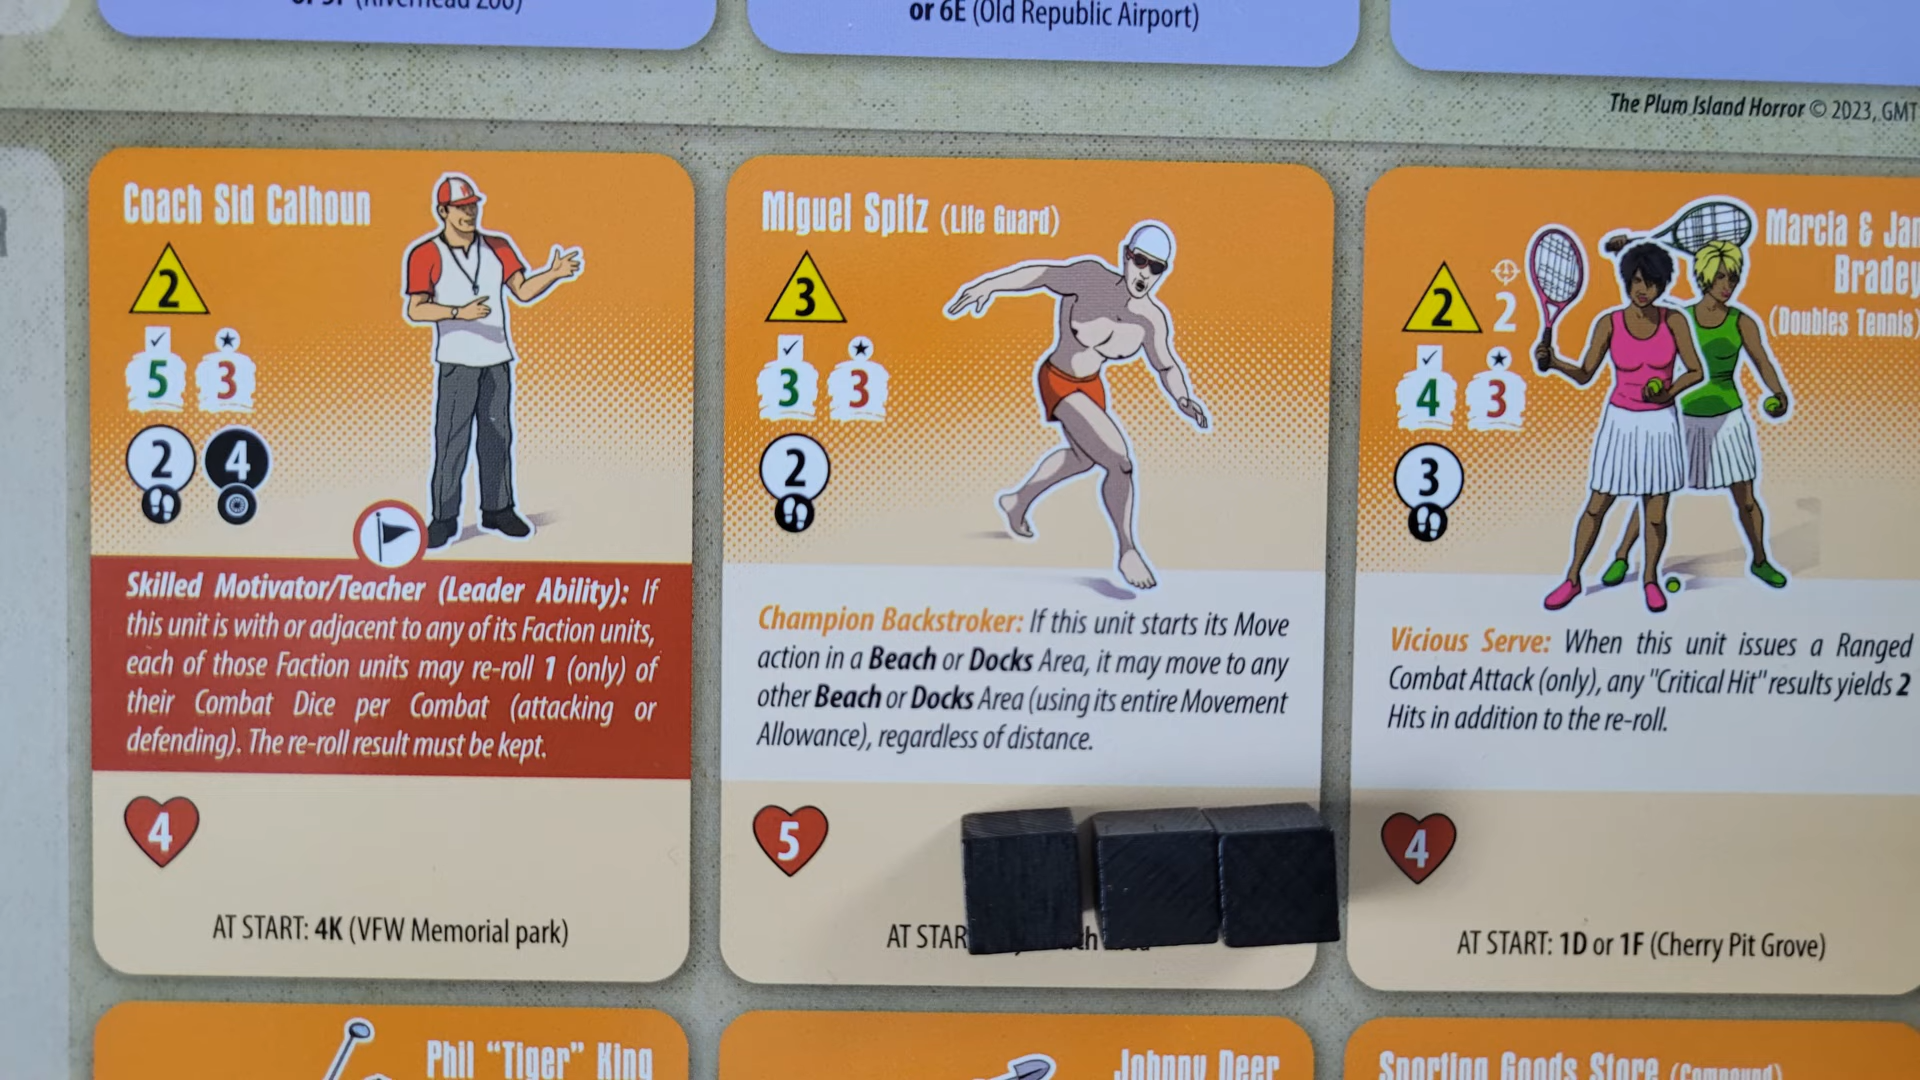 or 6E (Old Republic Airport)
The Plum Island Horror © 2023, GMT
Coach Sid Calhoun
2
5 3
2 4
Skilled Motivator/Teacher (Leader Ability): If
this unit is with or adjacent to any of its Faction units,
each of those Faction units may re-roll 1 (only) of
their Combat Dice per Combat (attacking or
defending). The re-roll result must be kept.
4
AT START: 4K (VFW Memorial park)
Miguel Spitz (Life Guard)
3
3 3
2
Champion Backstroker: If this unit starts its Move
action in a Beach or Docks Area, it may move to any
other Beach or Docks Area (using its entire Movement
Allowance), regardless of distance.
5
AT
Marcia & Jan
Bradey
(Doubles Tennis)
2 2
4 3
3
Vicious Serve: When this unit issues a Ranged
Combat Attack (only), any "Critical Hit" results yields 2
Hits in addition to the re-roll.
4
AT START: 1D or 1F (Cherry Pit Grove)
Phil "Tiger" King
Johnny Deer
Sporting Goods Store (Compound)